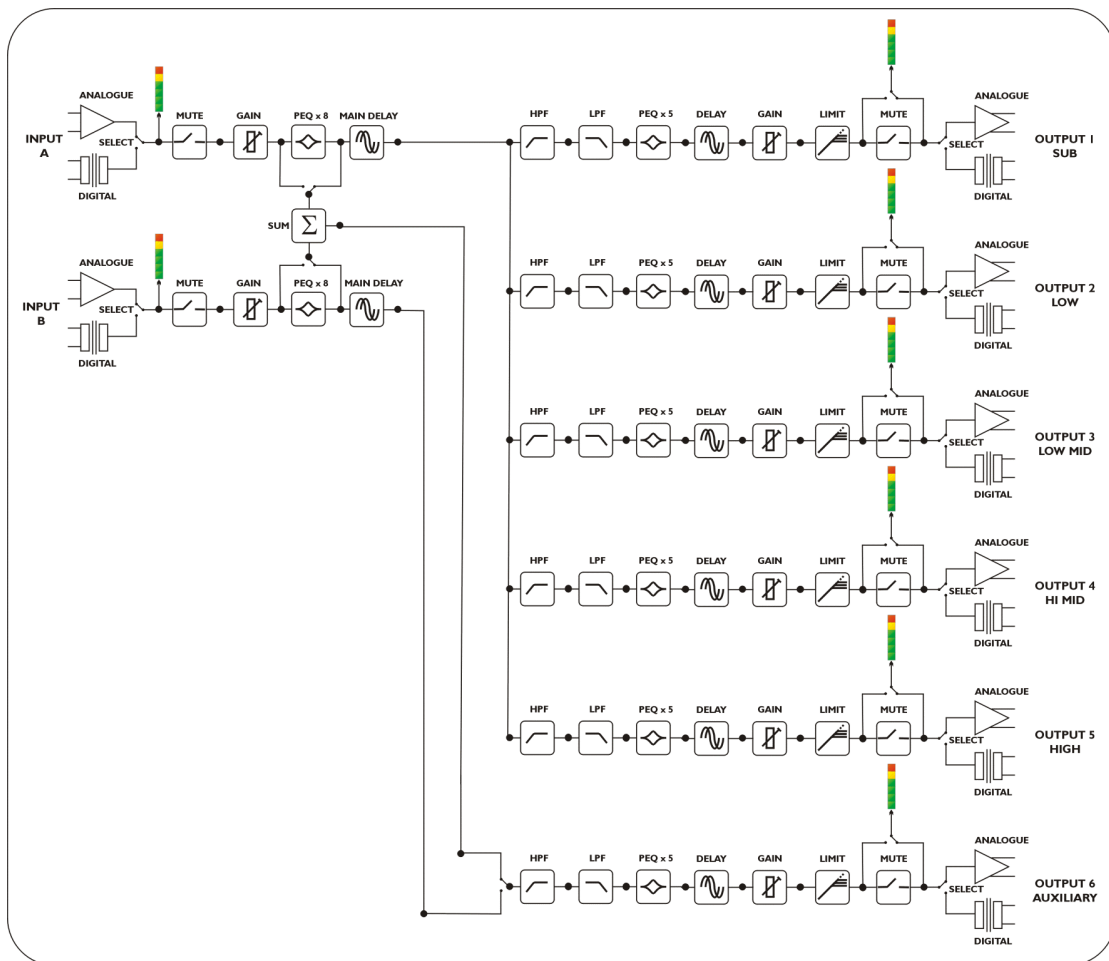 ANALOGUE
INPUT
A
SELECT
DIGITAL
MUTE
GAIN
PEQ x 8
MAIN DELAY
SUM
Σ
ANALOGUE
INPUT
B
SELECT
DIGITAL
MUTE
GAIN
PEQ x 8
MAIN DELAY
HPF
LPF
PEQ x 5
DELAY
GAIN
LIMIT
MUTE
SELECT
ANALOGUE
DIGITAL
OUTPUT 1
SUB
HPF
LPF
PEQ x 5
DELAY
GAIN
LIMIT
MUTE
SELECT
ANALOGUE
DIGITAL
OUTPUT 2
LOW
HPF
LPF
PEQ x 5
DELAY
GAIN
LIMIT
MUTE
SELECT
ANALOGUE
DIGITAL
OUTPUT 3
LOW MID
HPF
LPF
PEQ x 5
DELAY
GAIN
LIMIT
MUTE
SELECT
ANALOGUE
DIGITAL
OUTPUT 4
HI MID
HPF
LPF
PEQ x 5
DELAY
GAIN
LIMIT
MUTE
SELECT
ANALOGUE
DIGITAL
OUTPUT 5
HIGH
HPF
LPF
PEQ x 5
DELAY
GAIN
LIMIT
MUTE
SELECT
ANALOGUE
DIGITAL
OUTPUT 6
AUXILIARY